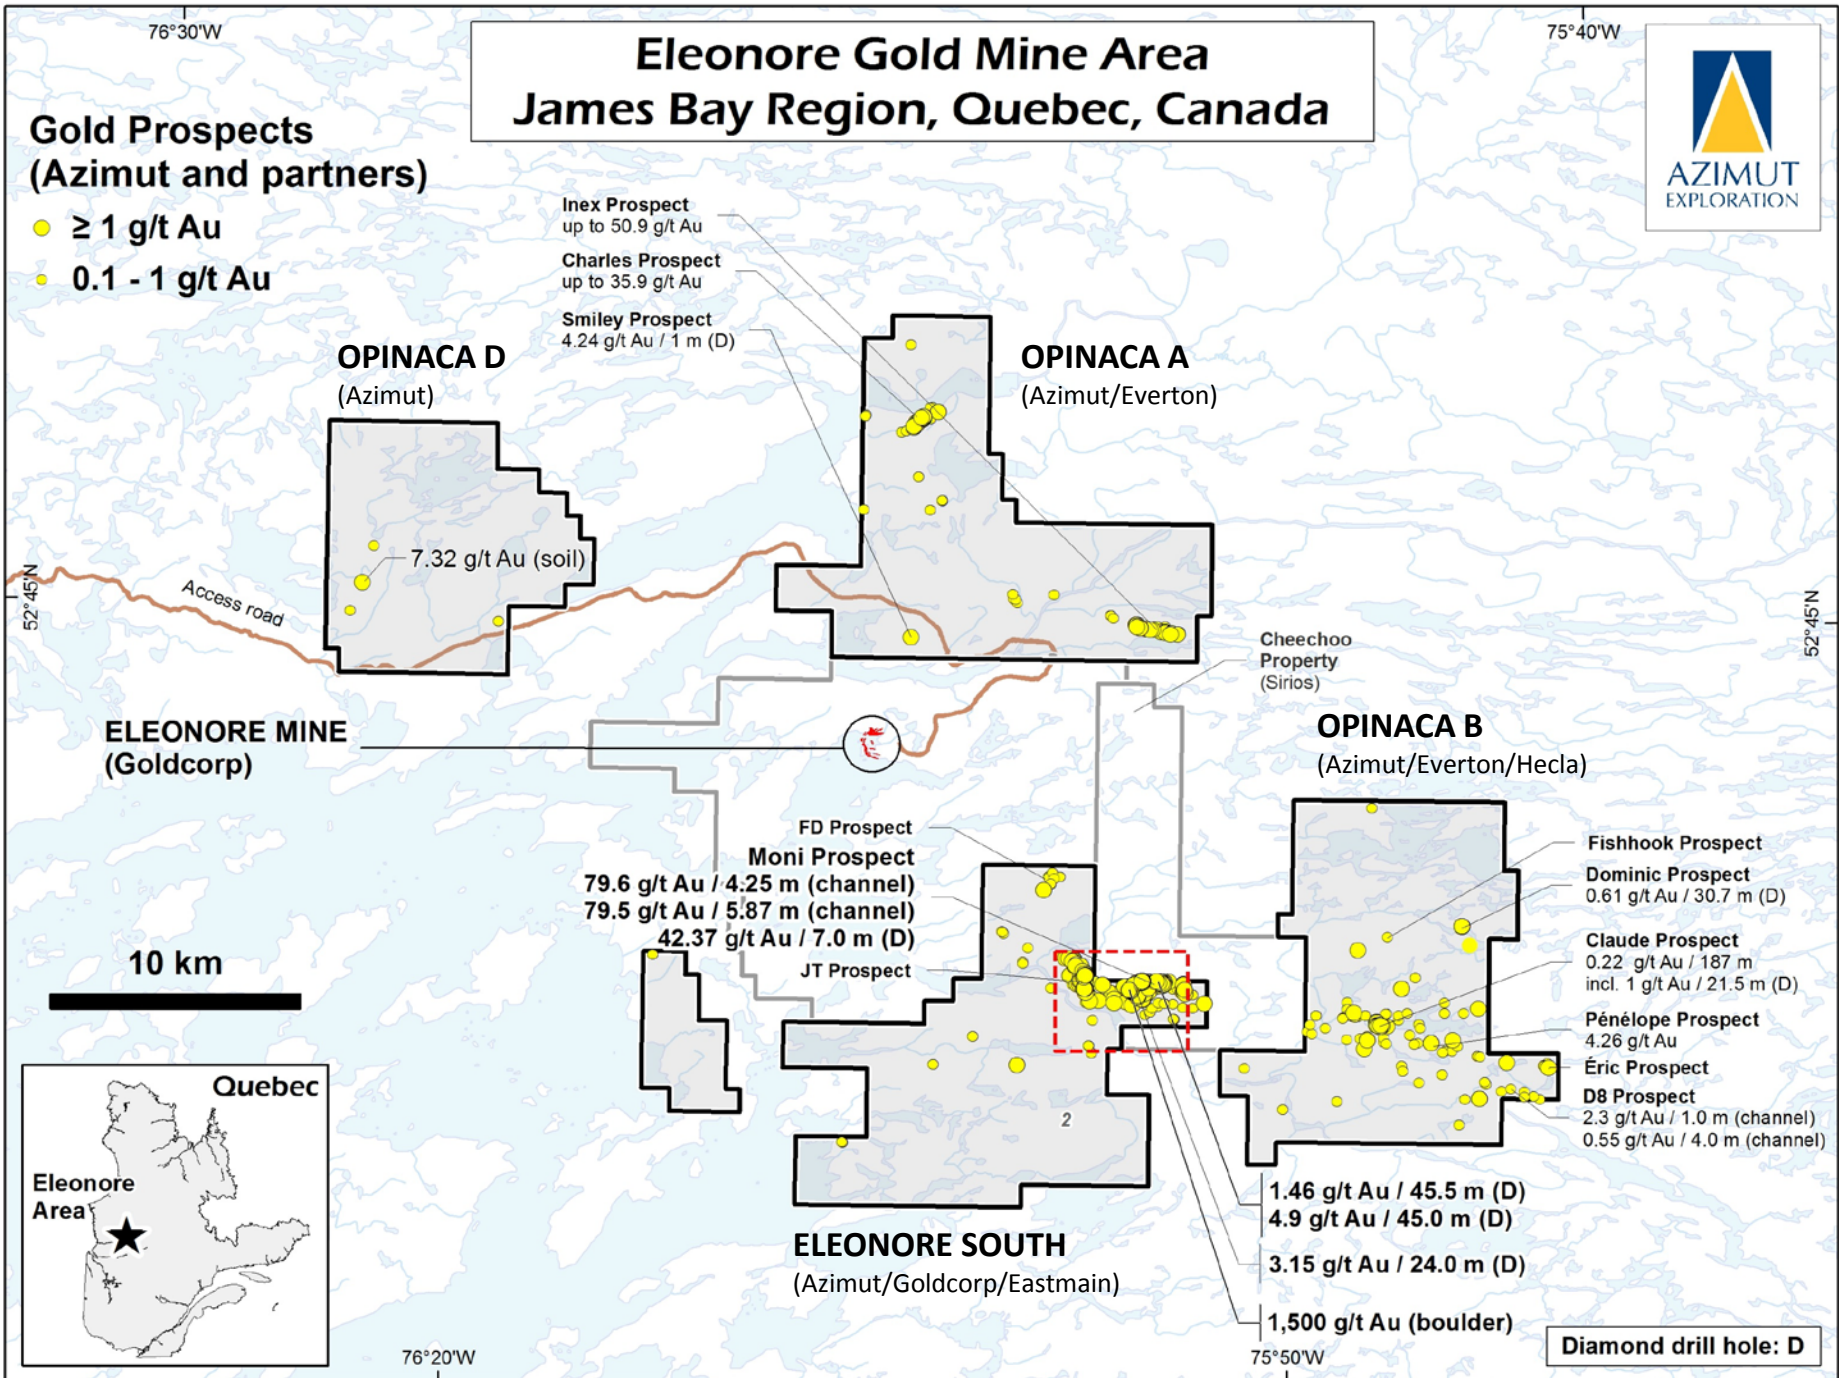 76°30'W
75°40'W
Eleonore Gold Mine Area
James Bay Region, Quebec, Canada
AZIMUT
EXPLORATION
Gold Prospects
(Azimut and partners)
≥ 1 g/t Au
0.1 - 1 g/t Au
Inex Prospect
up to 50.9 g/t Au
Charles Prospect
up to 35.9 g/t Au
Smiley Prospect
4.24 g/t Au / 1 m (D)
OPINACA D
(Azimut)
OPINACA A
(Azimut/Everton)
7.32 g/t Au (soil)
52°45'N
Access road
52°45'N
Cheechoo
Property
(Sirios)
ELEONORE MINE
(Goldcorp)
OPINACA B
(Azimut/Everton/Hecla)
FD Prospect
Moni Prospect
79.6 g/t Au / 4.25 m (channel)
79.5 g/t Au / 5.87 m (channel)
42.37 g/t Au / 7.0 m (D)
JT Prospect
Fishhook Prospect
Dominic Prospect
0.61 g/t Au / 30.7 m (D)
Claude Prospect
0.22 g/t Au / 187 m
incl. 1 g/t Au / 21.5 m (D)
Pénélope Prospect
4.26 g/t Au
Éric Prospect
D8 Prospect
2.3 g/t Au / 1.0 m (channel)
0.55 g/t Au / 4.0 m (channel)
10 km
2
Quebec
Eleonore
Area
1.46 g/t Au / 45.5 m (D)
4.9 g/t Au / 45.0 m (D)
3.15 g/t Au / 24.0 m (D)
1,500 g/t Au (boulder)
ELEONORE SOUTH
(Azimut/Goldcorp/Eastmain)
Diamond drill hole: D
76°20'W
75°50'W